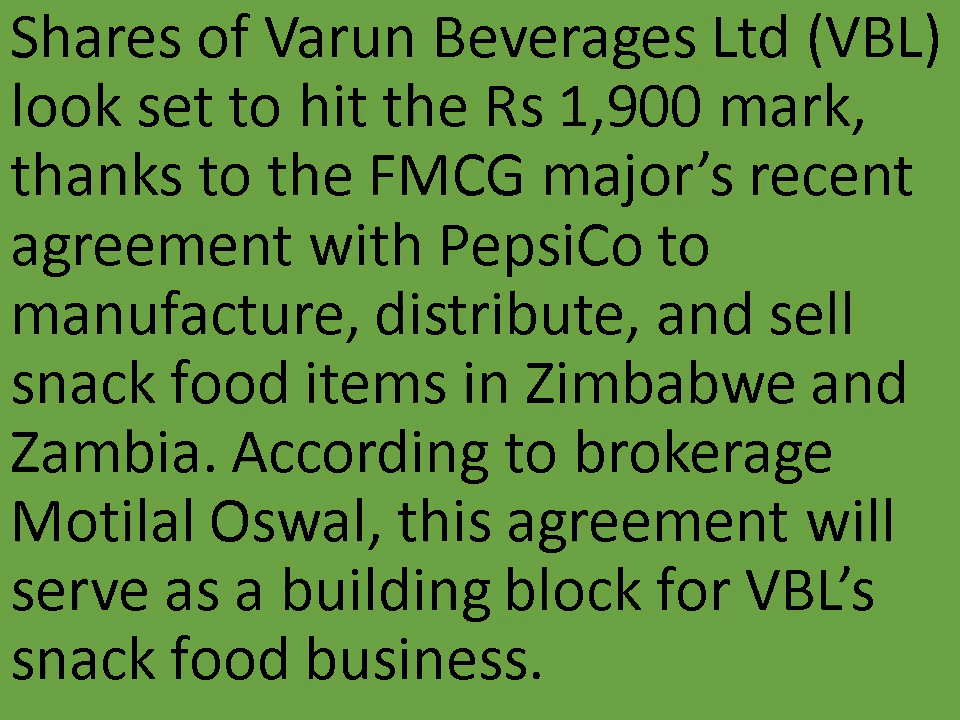 Shares of Varun Beverages Ltd (VBL)
look set to hit the Rs 1,900 mark,
thanks to the FMCG major’s recent
agreement with PepsiCo to
manufacture, distribute, and sell
snack food items in Zimbabwe and
Zambia. According to brokerage
Motilal Oswal, this agreement will
serve as a building block for VBL’s
snack food business.